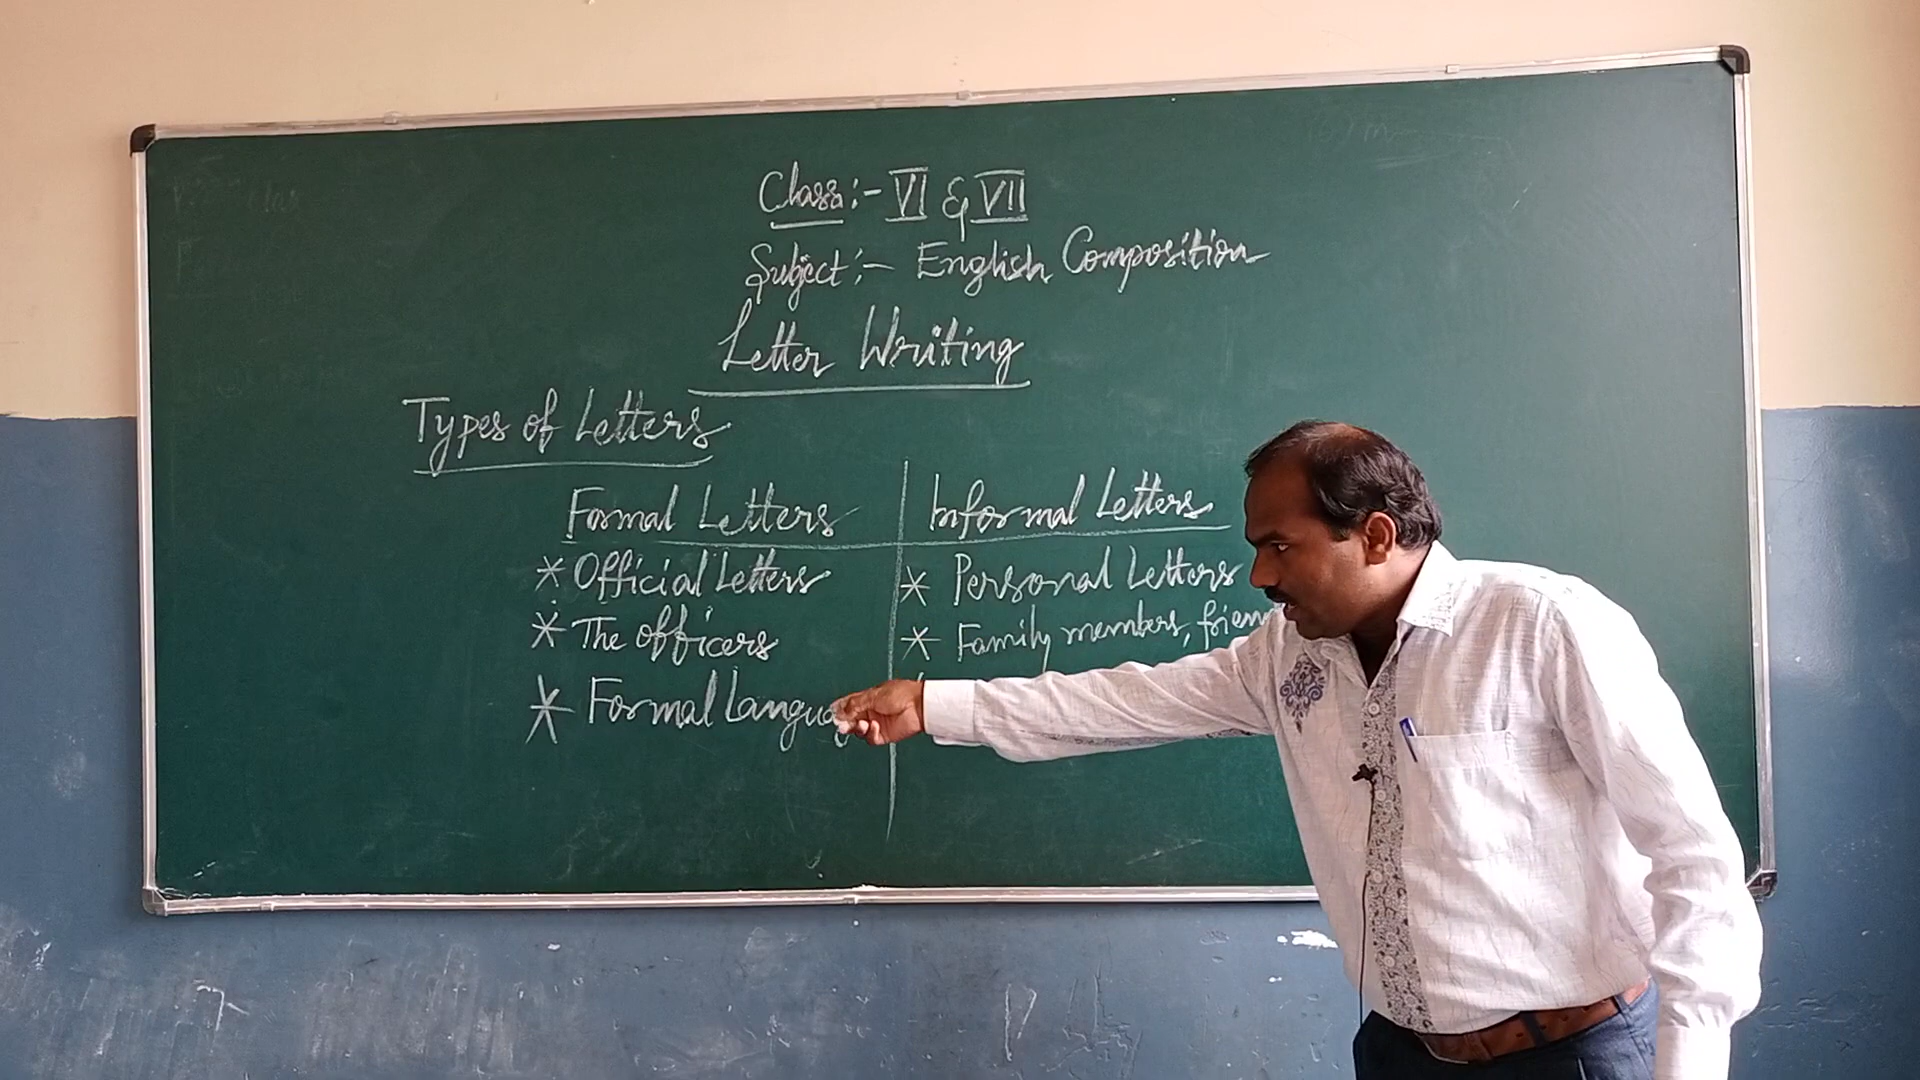 Class:- VI & VII
Subject:- English Composition
Letter Writing
Types of Letters
Formal Letters
* Official Letters
* The officers
* Formal
Informal Letters
* Personal Letters
* Family members,